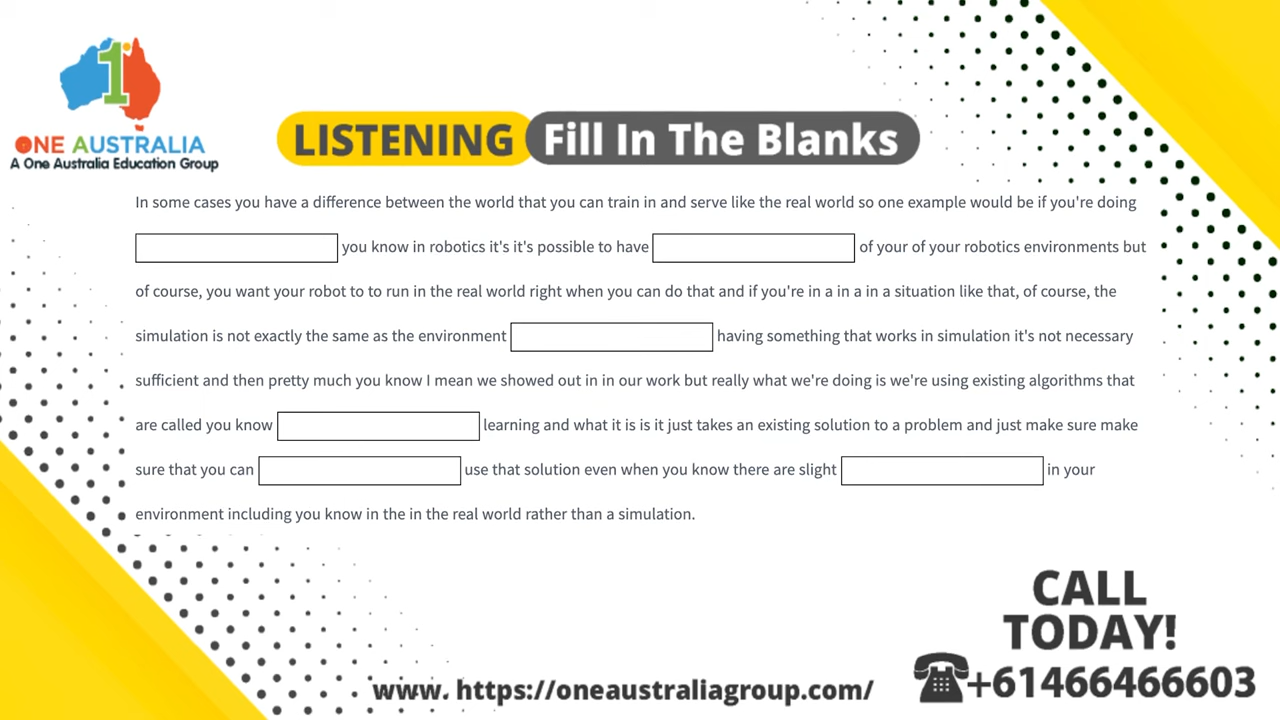 1
ONE AUSTRALIA
A One Australia Education Group
LISTENING Fill In The Blanks
In some cases you have a difference between the world that you can train in and serve like the real world so one example would be if you're doing
you know in robotics it's it's possible to have of your of your robotics environments but
of course, you want your robot to to run in the real world right when you can do that and if you're in a in a in a situation like that, of course, the
simulation is not exactly the same as the environment having something that works in simulation it's not necessary
sufficient and then pretty much you know I mean we showed out in in our work but really what we're doing is we're using existing algorithms that
are called you know learning and what it is is it just takes an existing solution to a problem and just make sure make
sure that you can use that solution even when you know there are slight in your
environment including you know in the in the real world rather than a simulation.
CALL
TODAY!
+61466466603
www. https://oneaustraliagroup.com/